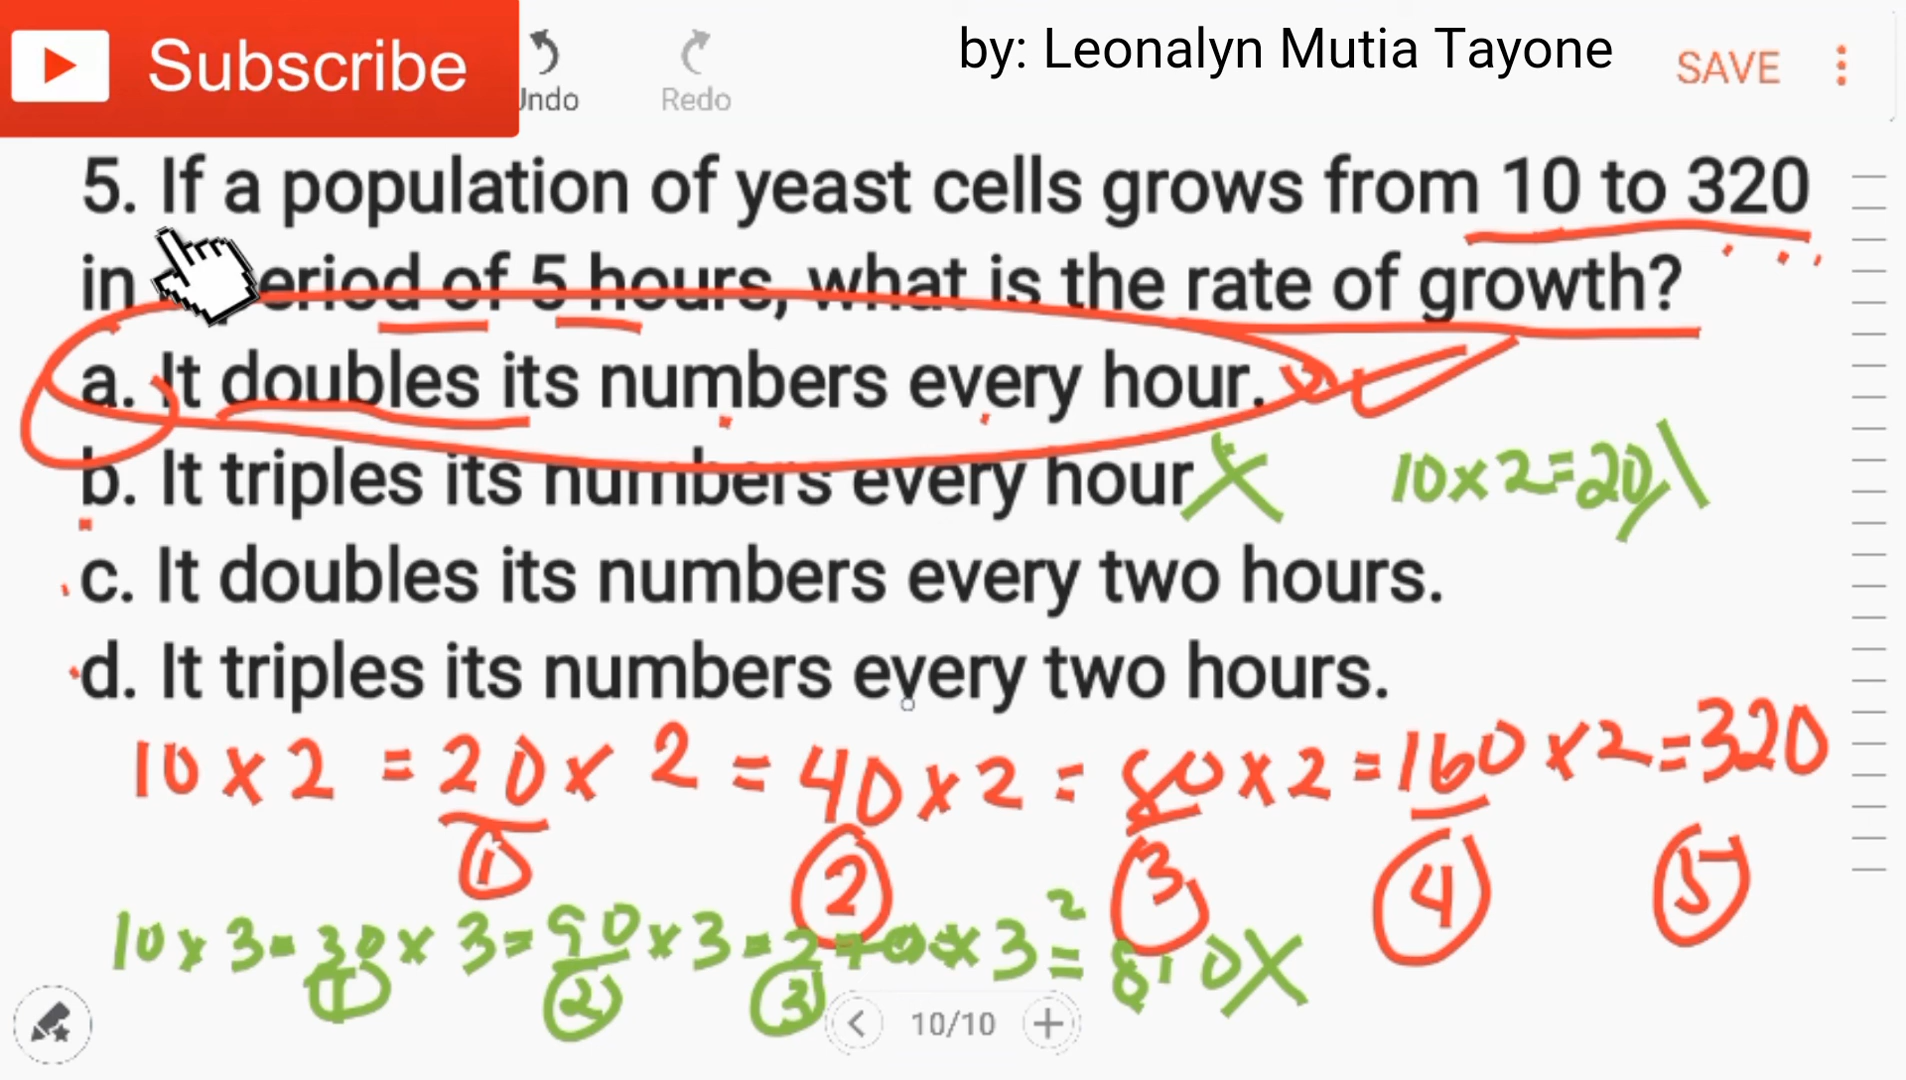 Subscribe
Undo
Redo
by: Leonalyn Mutia Tayone
SAVE
5. If a population of yeast cells grows from 10 to 320
in period of 5 hours, what is the rate of growth?
a. It doubles its numbers every hour.
b. It triples its numbers every hour
10x2=20
c. It doubles its numbers every two hours.
d. It triples its numbers every two hours.
10 x 2 = 20 x 2 = 40 x 2 = 80 x 2 = 160 x 2 = 320
1 2 3 4 5
10 x 3 = 30 x 3 = 90 x 3 = 270 x 3 = 810 X
1 2 3
10/10